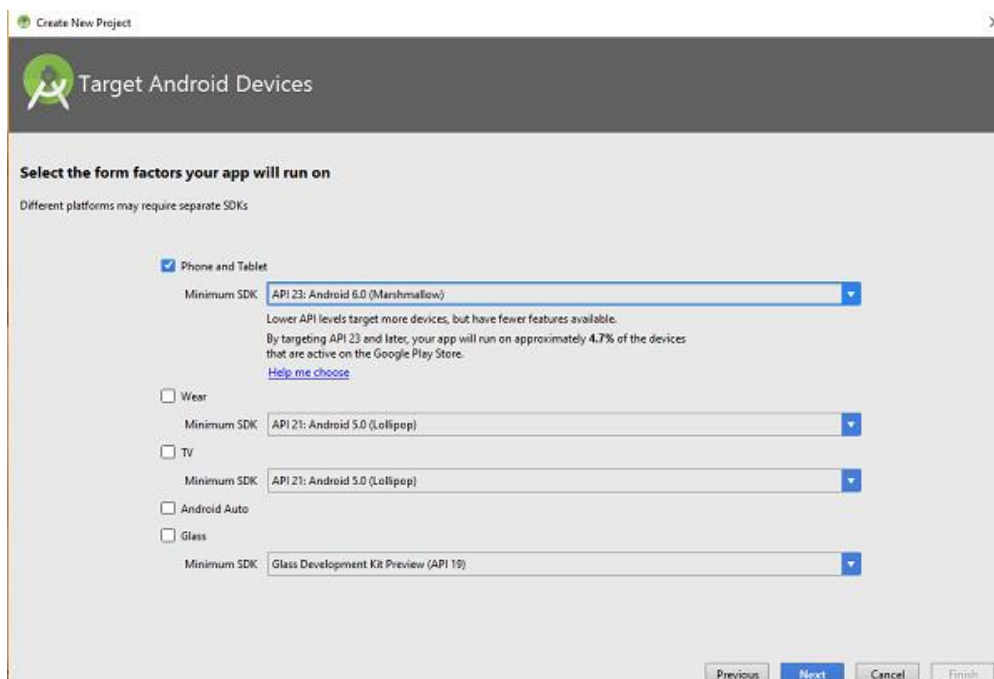 Create New Project
Target Android Devices
Select the form factors your app will run on
Different platforms may require separate SDKs
Phone and Tablet
Minimum SDK API 23: Android 6.0 (Marshmallow)
Lower API levels target more devices, but have fewer features available.
By targeting API 23 and later, your app will run on approximately 4.7% of the devices
that are active on the Google Play Store.
Help me choose
Wear
Minimum SDK API 21: Android 5.0 (Lollipop)
TV
Minimum SDK API 21: Android 5.0 (Lollipop)
Android Auto
Glass
Minimum SDK Glass Development Kit Preview (API 19)
Previous Next Cancel Finish